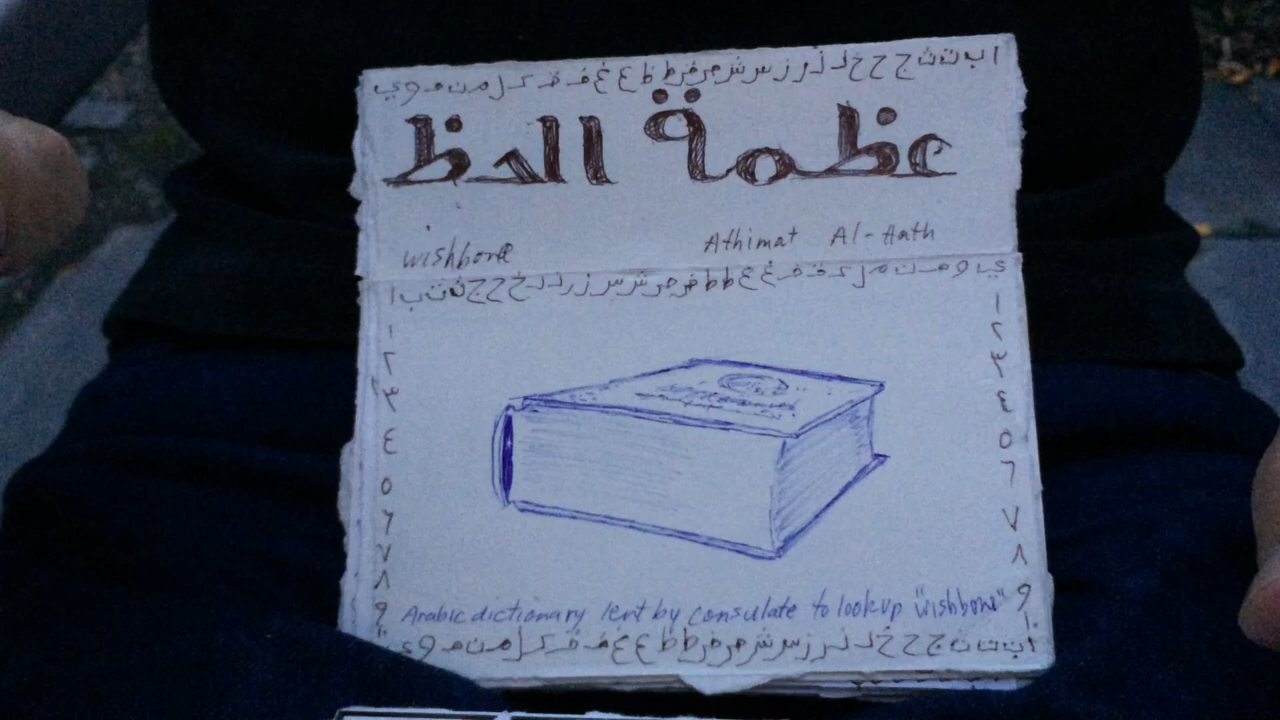 ا ب ت ث ج ح خ د ذ ر ز س ش ص ض ط ظ ع غ ف ق ك ل م ن ه و ي
عظمة الحظ
wishbone Athimat Al-Hath
ي و ه ن م ل ك ق ف غ ع ظ ط ض ص ش س ز ر ذ د خ ح ج ث ت ب ا
١ ١
٢ ٢
٣ ٣
٤ ٤
٥ ٥
٦ ٦
٧ ٧
٨ ٨
٩ ٩
Arabic dictionary lent by consulate to lookup "wishbone"
ا ب ت ث ج ح خ د ذ ر ز س ش ص ض ط ظ ع غ ف ق ك ل م ن ه و ي